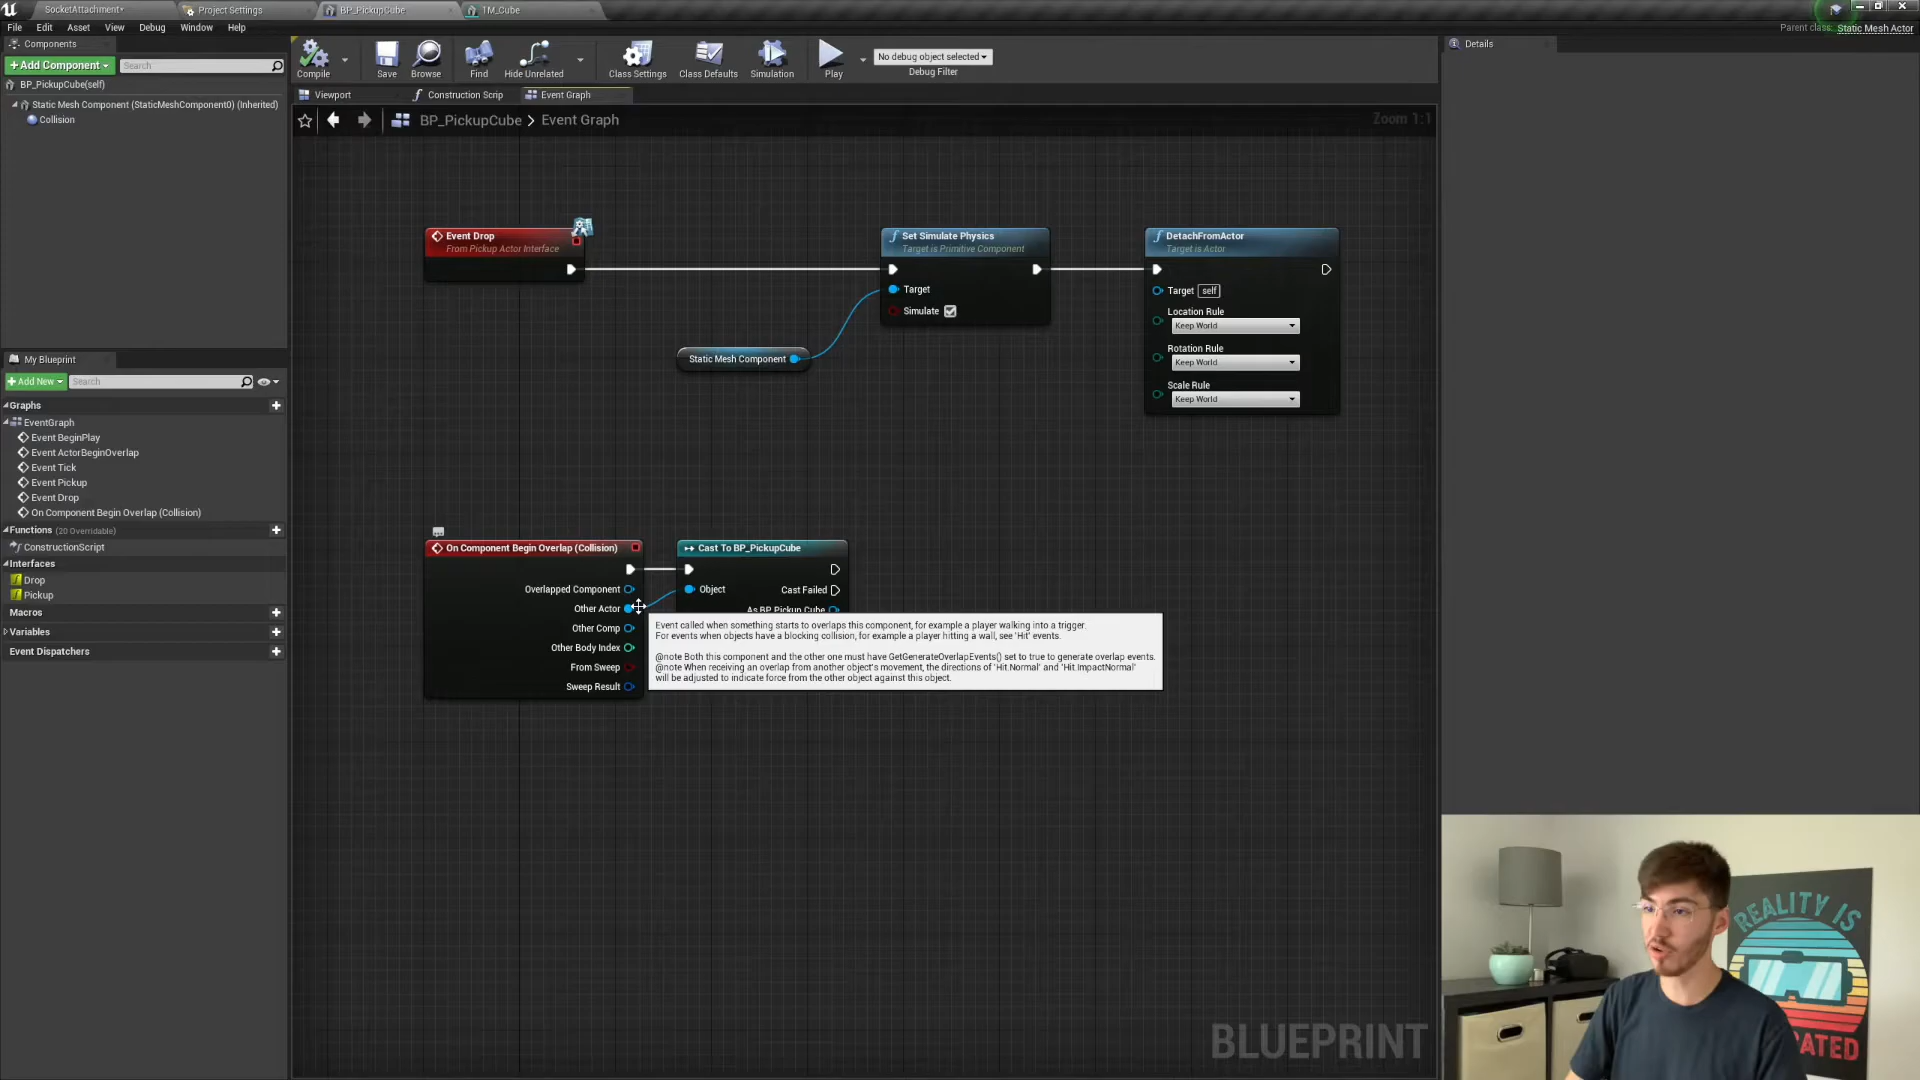 SocketAttachment*
Project Settings
BP_PickupCube
1M_Cube
File Edit Asset View Debug Window Help
Parent class: Static Mesh Actor
Components
+Add Component
Search
BP_PickupCube(self)
Static Mesh Component (StaticMeshComponent0) (Inherited)
Collision
Compile
Save
Browse
Find
Hide Unrelated
Class Settings
Class Defaults
Simulation
Play
No debug object selected
Debug Filter
Details
Viewport
Construction Scrip
Event Graph
BP_PickupCube > Event Graph
Zoom 1:1
My Blueprint
+Add New
Search
Graphs
EventGraph
Event BeginPlay
Event ActorBeginOverlap
Event Tick
Event Pickup
Event Drop
On Component Begin Overlap (Collision)
Functions (20 Overridable)
ConstructionScript
Interfaces
Drop
Pickup
Macros
Variables
Event Dispatchers
Event Drop
From Pickup Actor Interface
Static Mesh Component
Set Simulate Physics
Target is Primitive Component
Target
Simulate
DetachFromActor
Target is Actor
Target self
Location Rule
Keep World
Rotation Rule
Keep World
Scale Rule
Keep World
On Component Begin Overlap (Collision)
Overlapped Component
Other Actor
Other Comp
Other Body Index
From Sweep
Sweep Result
Cast To BP_PickupCube
Object
Cast Failed
As BP Pickup Cube
Event called when something starts to overlaps this component, for example a player walking into a trigger.
For events when objects have a blocking collision, for example a player hitting a wall, see 'Hit' events.
@note Both this component and the other one must have GetGenerateOverlapEvents() set to true to generate overlap events.
@note When receiving an overlap from another object's movement, the directions of 'Hit.Normal' and 'Hit.ImpactNormal'
will be adjusted to indicate force from the other object against this object.
BLUEPRINT
REALITY IS